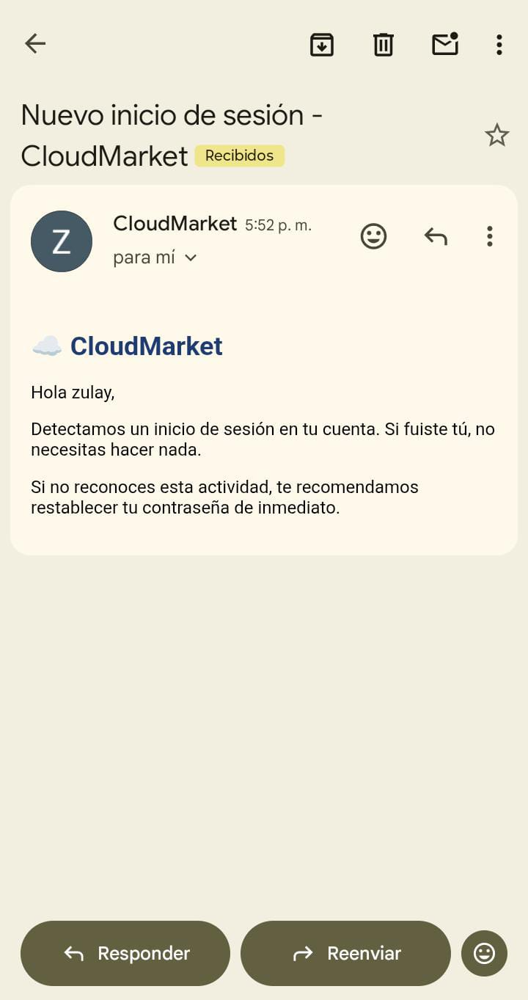 Nuevo inicio de sesión -
CloudMarket Recibidos
Z
CloudMarket 5:52 p. m.
para mí
CloudMarket
Hola zulay,
Detectamos un inicio de sesión en tu cuenta. Si fuiste tú, no
necesitas hacer nada.
Si no reconoces esta actividad, te recomendamos
restablecer tu contraseña de inmediato.
Responder
Reenviar